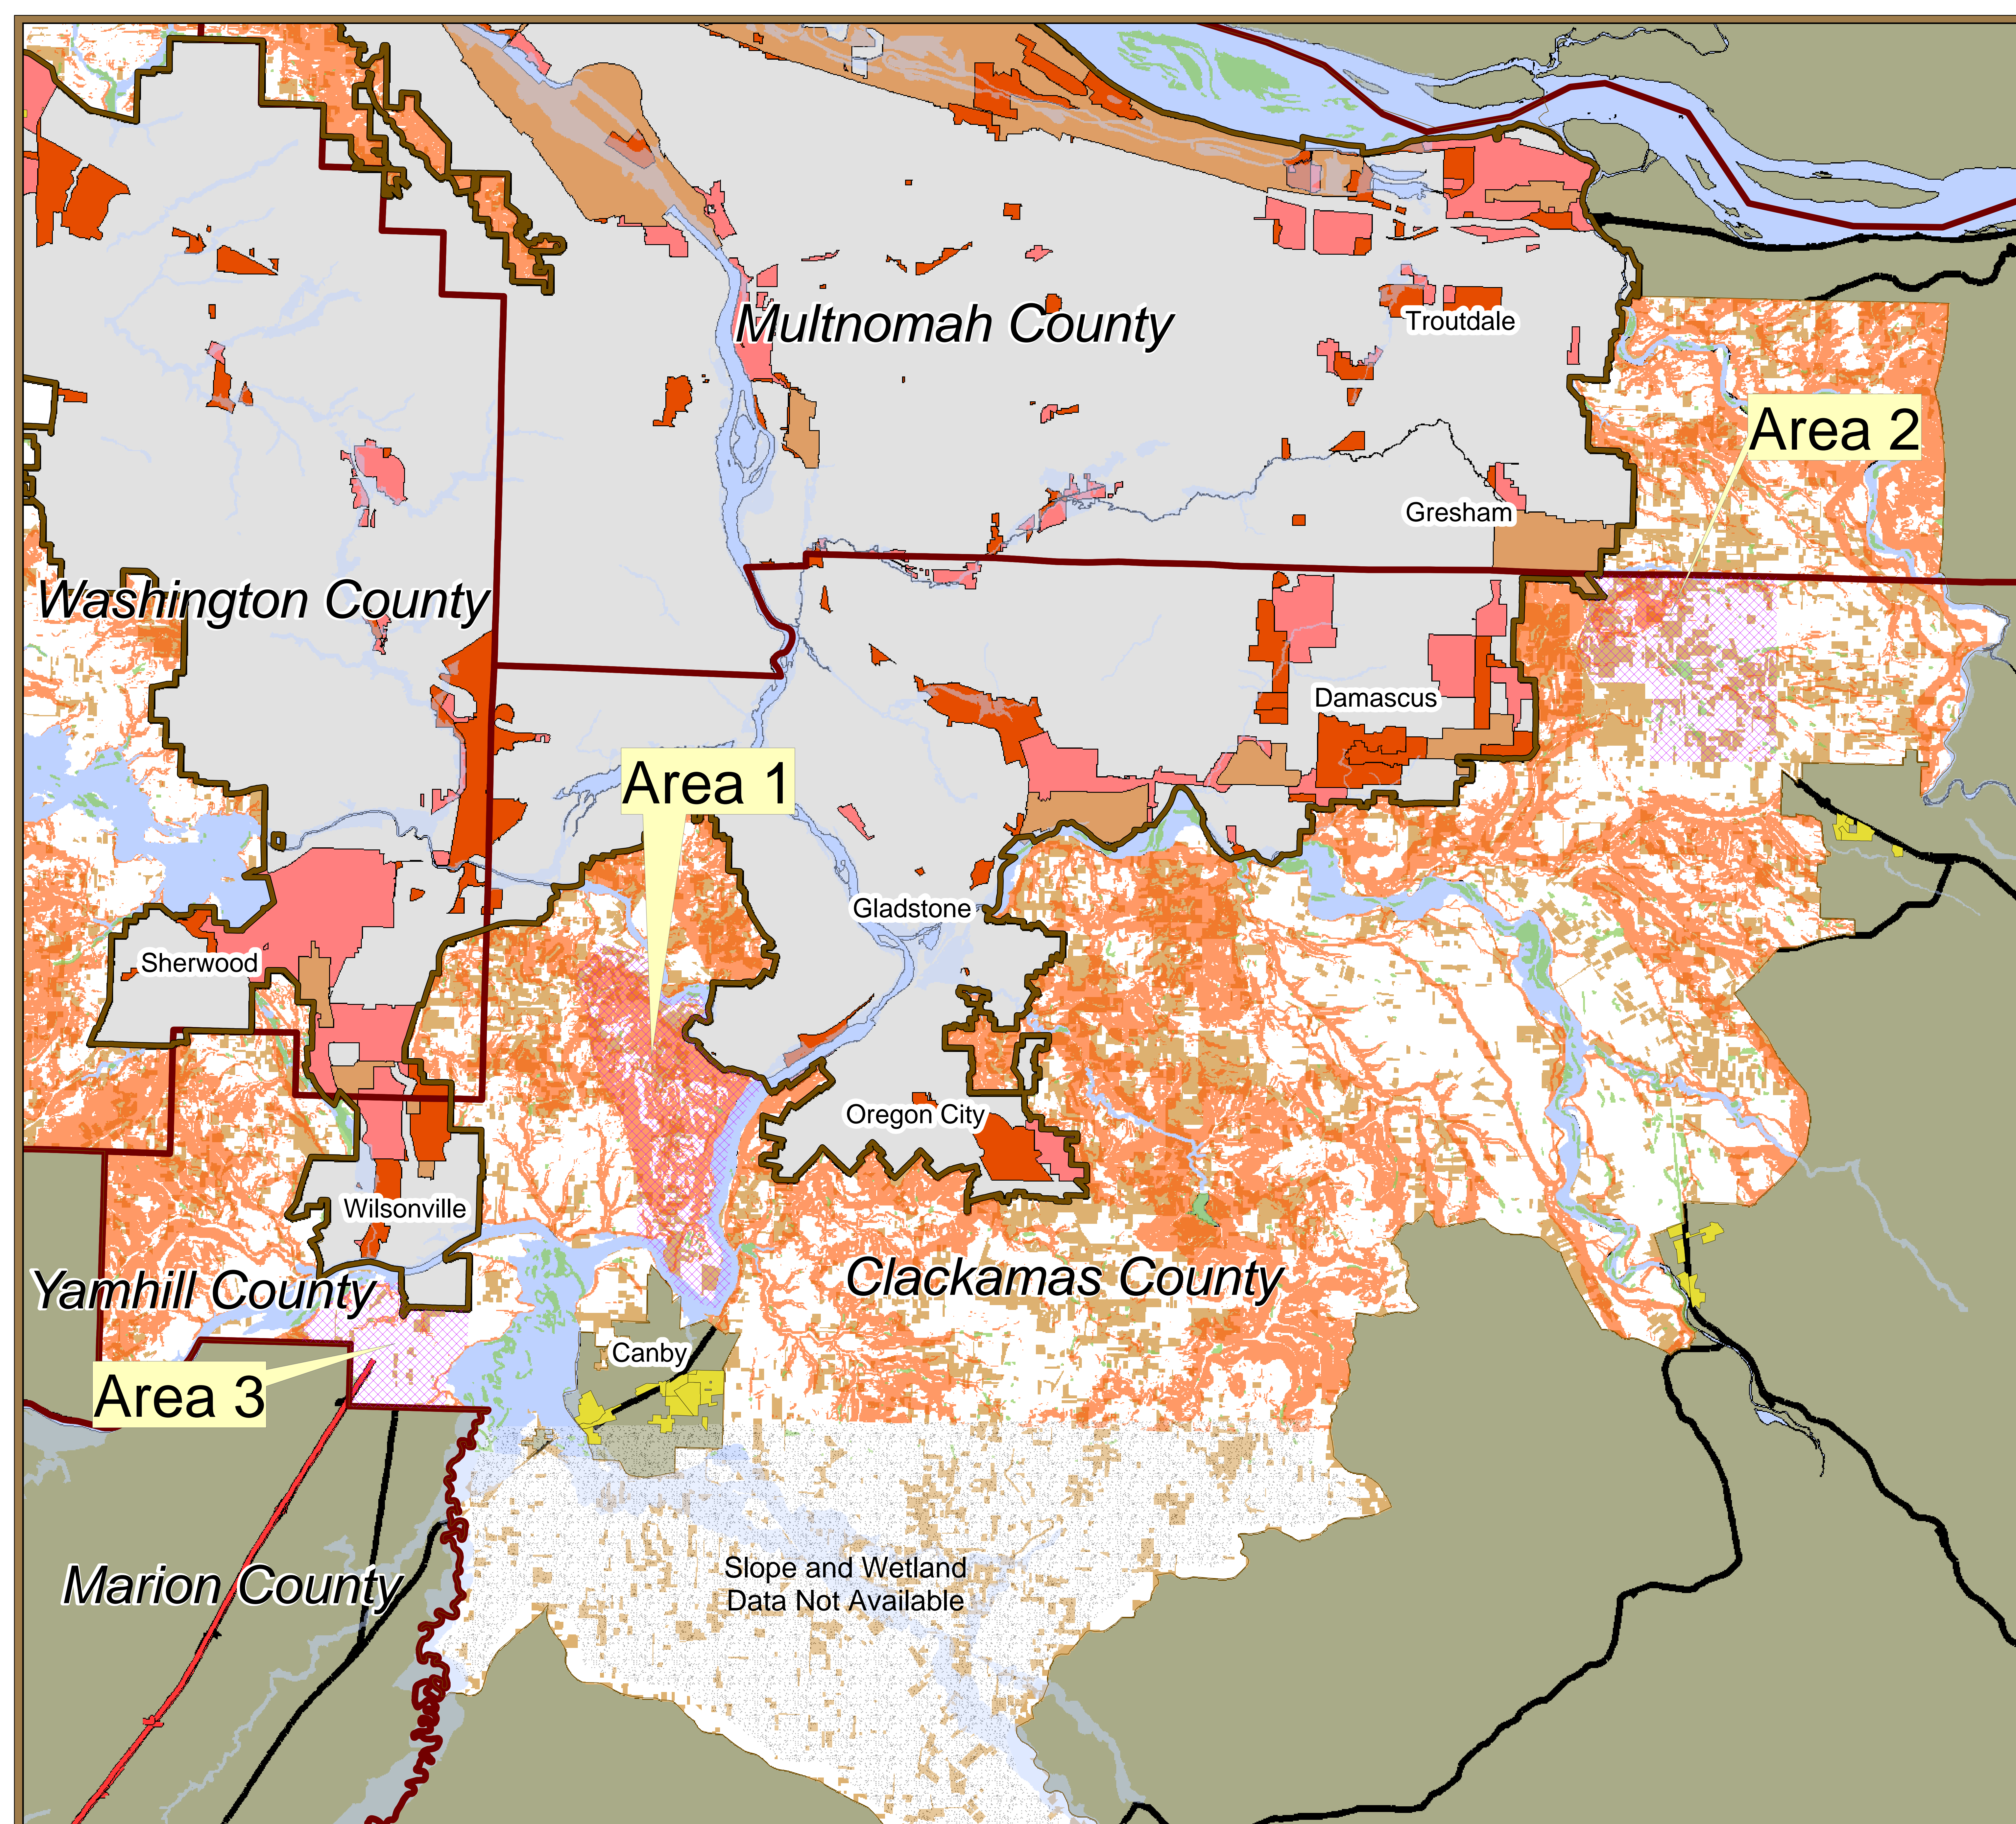 Multnomah County
Troutdale
Area 2
Gresham
Washington County
Damascus
Area 1
Gladstone
Sherwood
Oregon City
Wilsonville
Clackamas County
Yamhill County
Canby
Area 3
Slope and Wetland
Data Not Available
Marion County